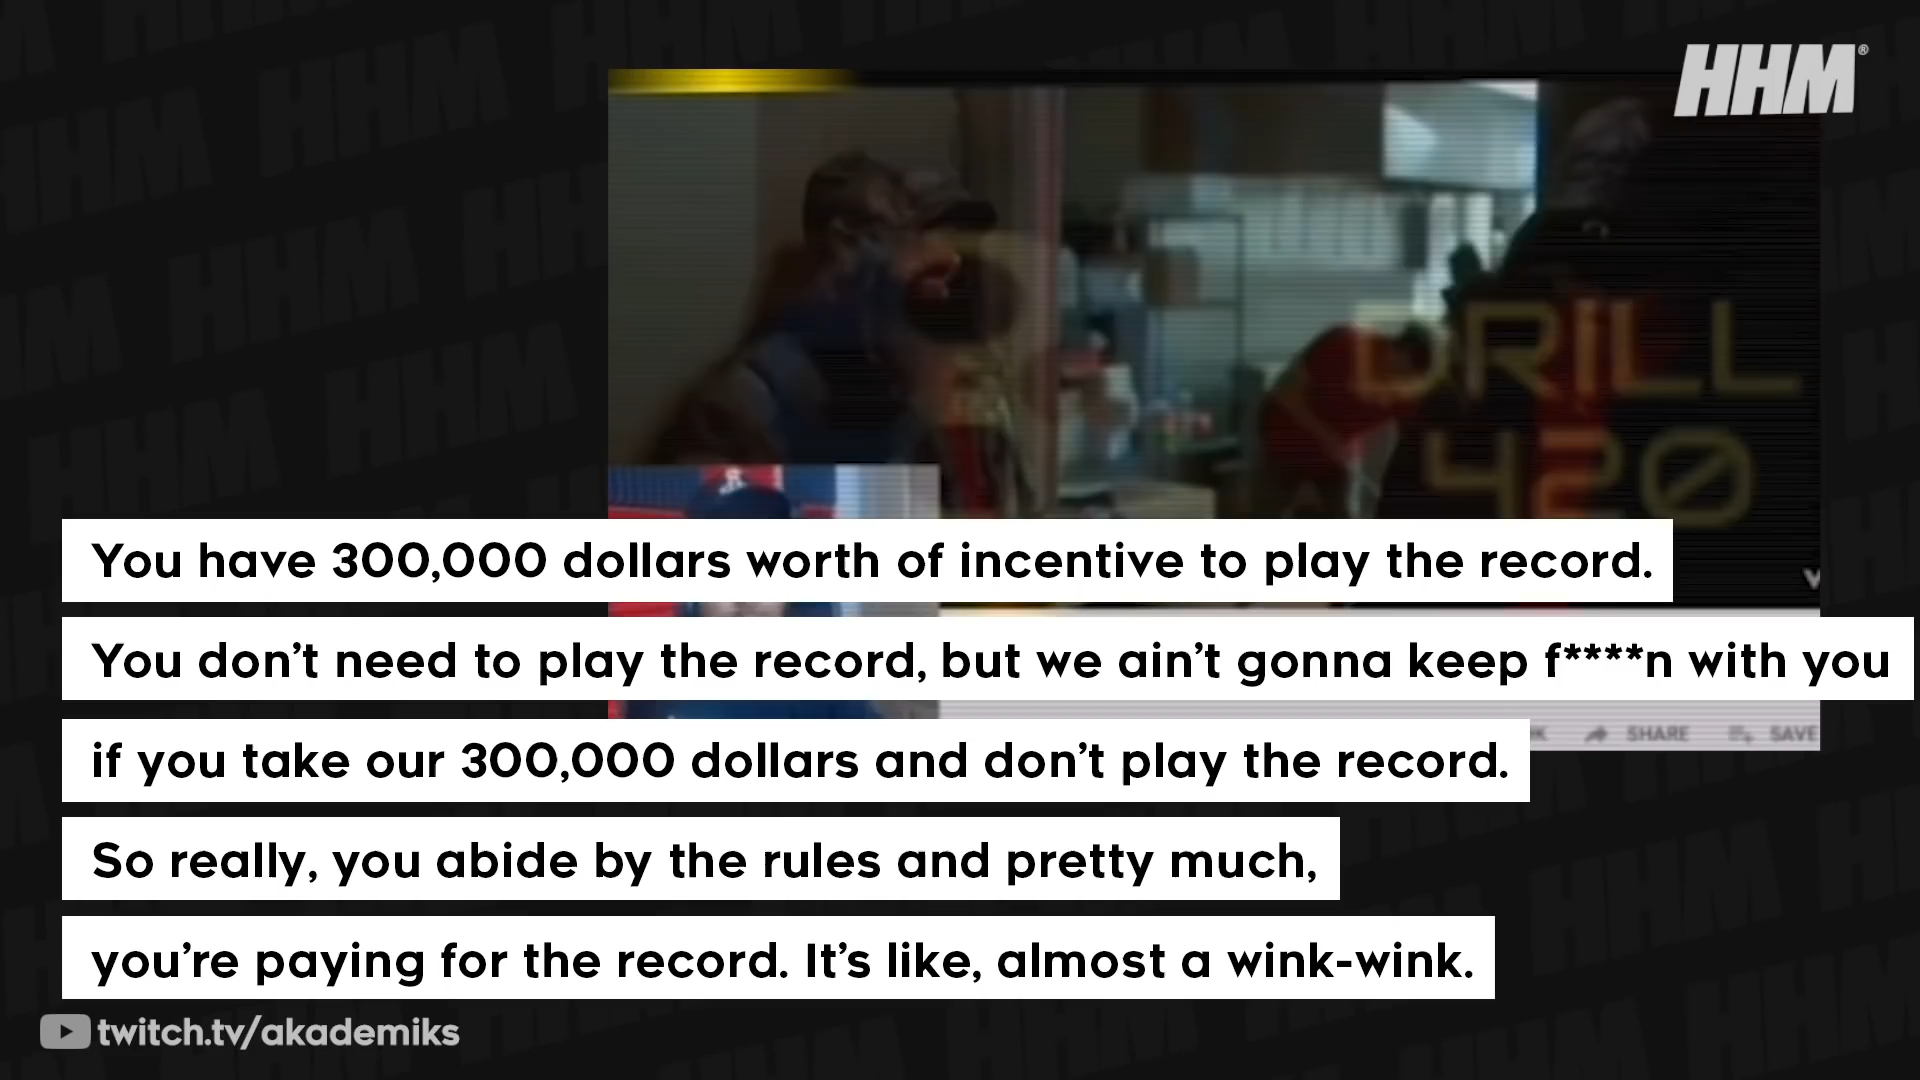 HHM®
DRILL
420
You have 300,000 dollars worth of incentive to play the record.
You don't need to play the record, but we ain't gonna keep f****n with you
if you take our 300,000 dollars and don't play the record.
SHARE
SAVE
So really, you abide by the rules and pretty much,
you're paying for the record. It's like, almost a wink-wink.
twitch.tv/akademiks